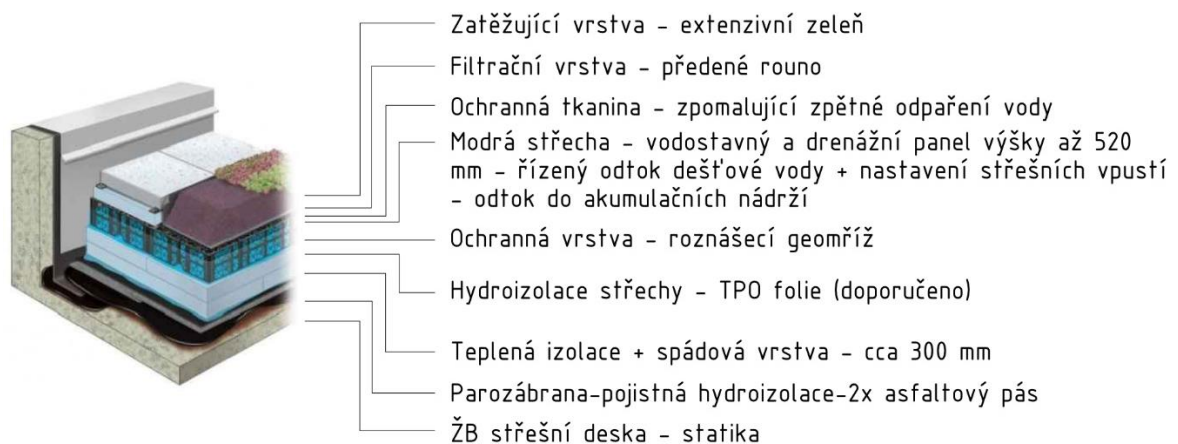 Zatěžující vrstva - extenzivní zeleň
Filtrační vrstva - předené rouno
Ochranná tkanina - zpomalující zpětné odpaření vody
Modrá střecha - vodostavný a drenážní panel výšky až 520
mm - řízený odtok dešťové vody + nastavení střešních vpustí
- odtok do akumulačních nádrží
Ochranná vrstva - roznášecí geomříž
Hydroizolace střechy - TPO folie (doporučeno)
Teplená izolace + spádová vrstva - cca 300 mm
Parozábrana-pojistná hydroizolace-2x asfaltový pás
ŽB střešní deska - statika